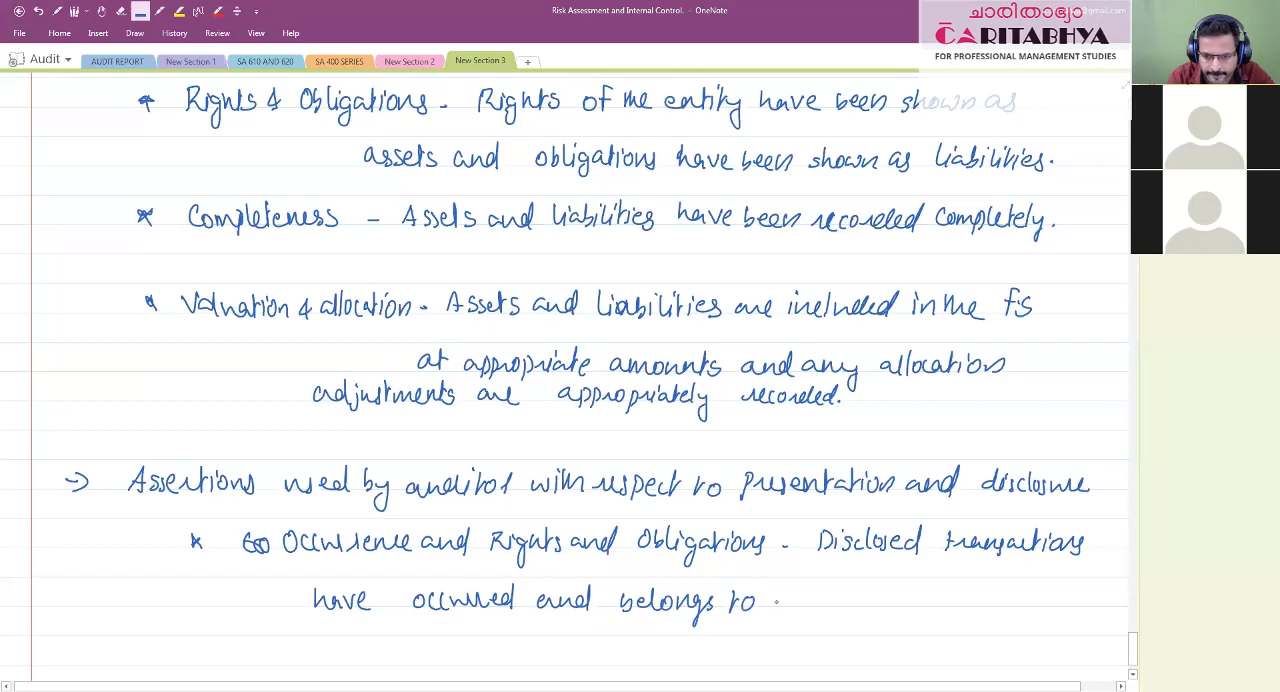 Risk Assessment and Internal Control. - OneNote
ചാരിതാഭ്യാ
CARITABHYA
FOR PROFESSIONAL MANAGEMENT STUDIES
File Home Insert Draw History Review View Help
Audit
AUDIT REPORT New Section 1 SA 610 AND 620 SA 400 SERIES New Section 2 New Section 3 +
* Rights & Obligations - Rights of the entity have been shown as
assets and obligations have been shown as liabilities.
* Completeness - Assets and liabilities have been recorded completely.
* Valuation & allocation - Assets and liabilities are included in the FS
at appropriate amounts and any allocation
adjustments are appropriately recorded.
→ Assertions used by auditor with respect to presentation and disclosure
* Occurrence and Rights and Obligations - Disclosed transactions
have occurred and belongs to